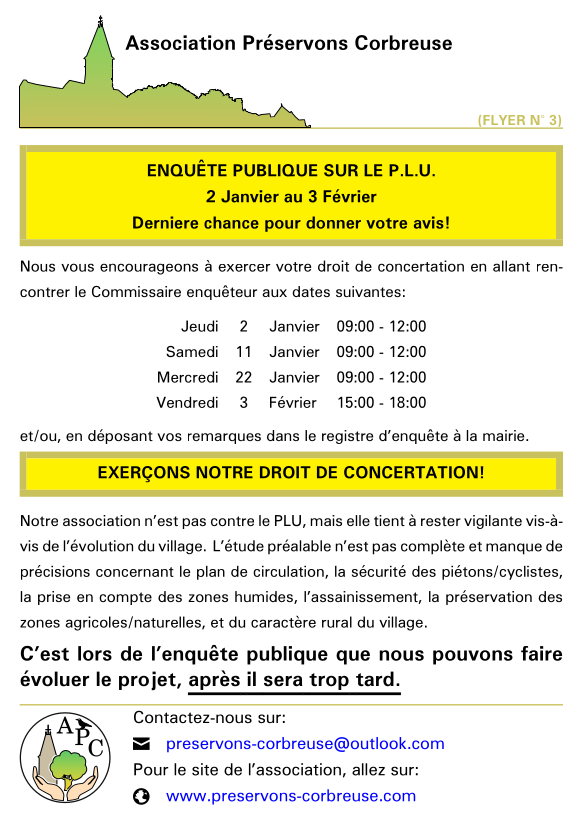 Association Préservons Corbreuse
(FLYER N° 3)
ENQUÊTE PUBLIQUE SUR LE P.L.U.
2 Janvier au 3 Février
Derniere chance pour donner votre avis!
Nous vous encourageons à exercer votre droit de concertation en allant ren-
contrer le Commissaire enquêteur aux dates suivantes:
Jeudi 2 Janvier 09:00 - 12:00
Samedi 11 Janvier 09:00 - 12:00
Mercredi 22 Janvier 09:00 - 12:00
Vendredi 3 Février 15:00 - 18:00
et/ou, en déposant vos remarques dans le registre d'enquête à la mairie.
EXERÇONS NOTRE DROIT DE CONCERTATION!
Notre association n'est pas contre le PLU, mais elle tient à rester vigilante vis-à-
vis de l'évolution du village. L'étude préalable n'est pas complète et manque de
précisions concernant le plan de circulation, la sécurité des piétons/cyclistes,
la prise en compte des zones humides, l'assainissement, la préservation des
zones agricoles/naturelles, et du caractère rural du village.
C'est lors de l'enquête publique que nous pouvons faire
évoluer le projet, après il sera trop tard.
APC
Contactez-nous sur:
preservons-corbreuse@outlook.com
Pour le site de l'association, allez sur:
www.preservons-corbreuse.com